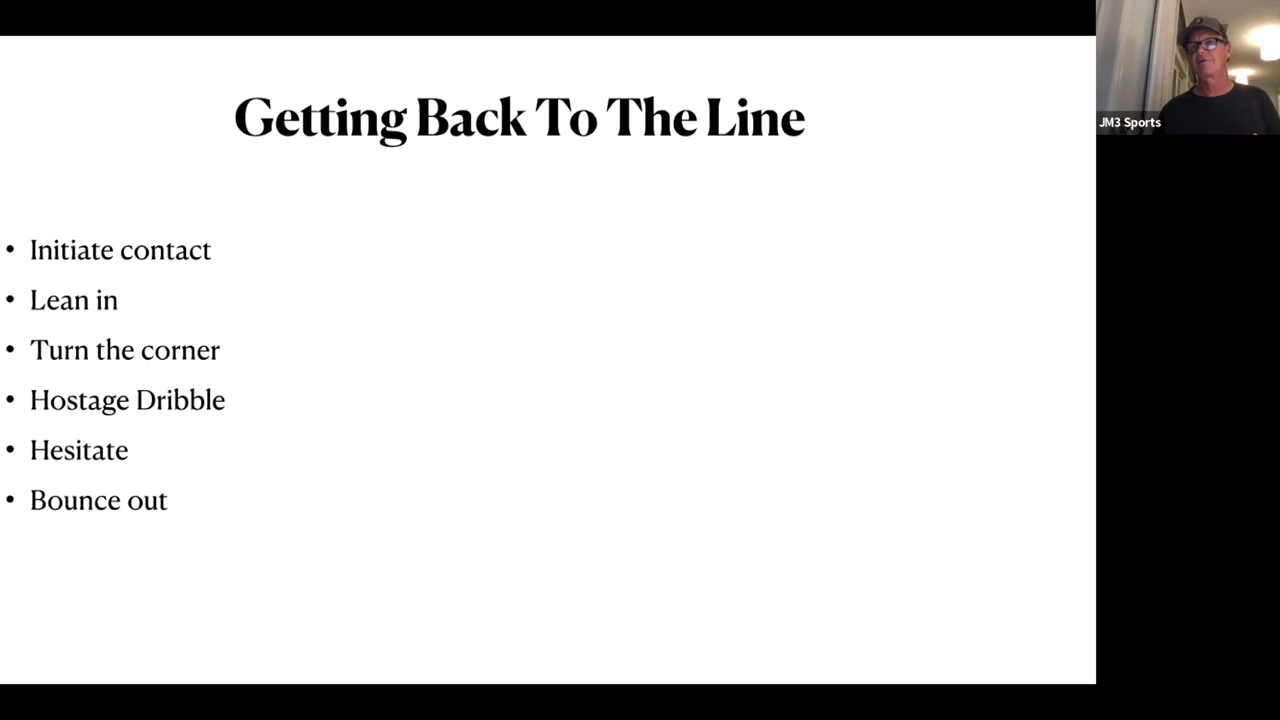 Getting Back To The Line
• Initiate contact
• Lean in
• Turn the corner
• Hostage Dribble
• Hesitate
• Bounce out
JM3 Sports